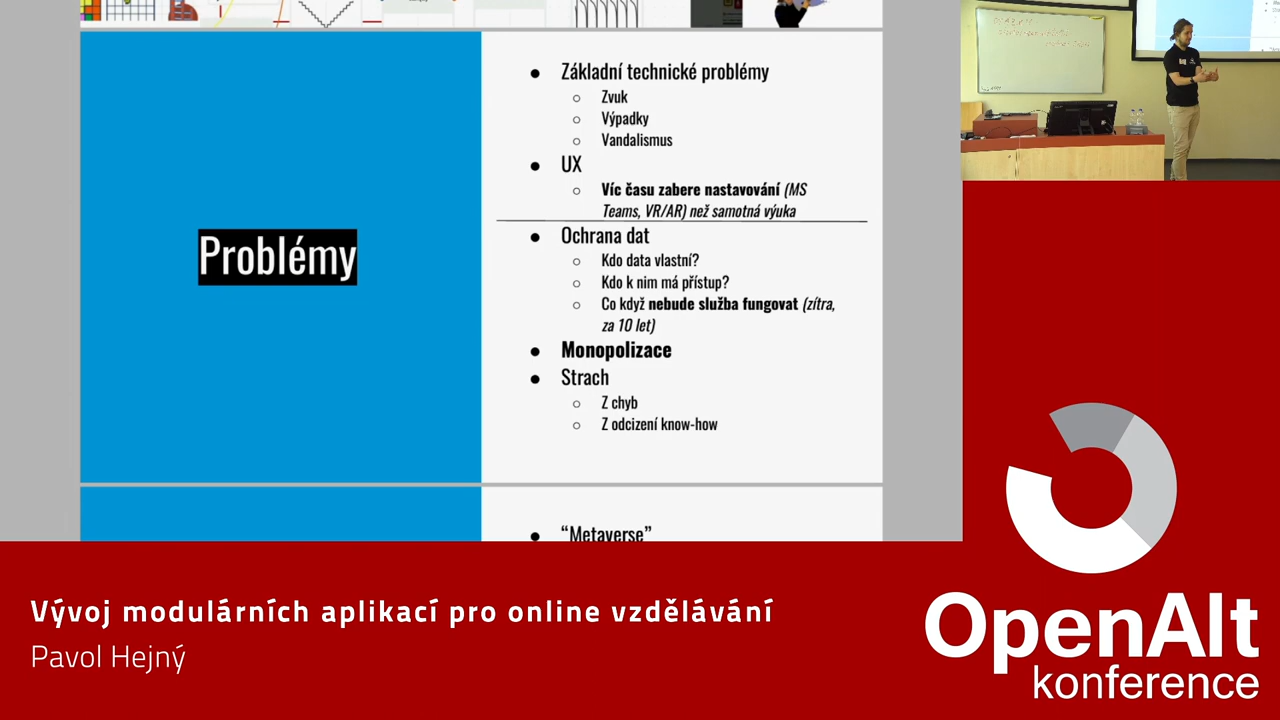 Problémy
Základní technické problémy
Zvuk
Výpadky
Vandalismus
UX
Víc času zabere nastavování (MS
Teams, VR/AR) než samotná výuka
Ochrana dat
Kdo data vlastní?
Kdo k nim má přístup?
Co když nebude služba fungovat (zítra,
za 10 let)
Monopolizace
Strach
Z chyb
Z odcizení know-how
“Metaverse”
Vývoj modulárních aplikací pro online vzdělávání
Pavol Hejný
OpenAlt
konference